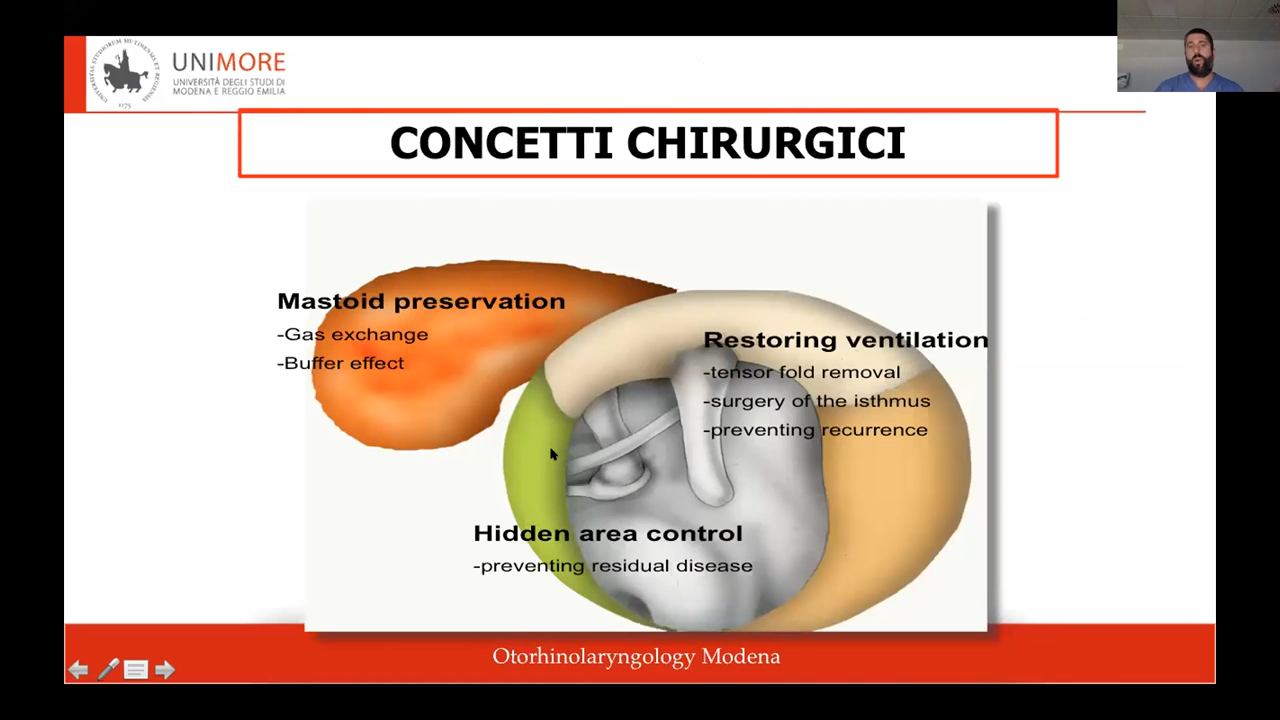 UNIMORE
UNIVERSITÀ DEGLI STUDI DI
MODENA E REGGIO EMILIA
1175
CONCETTI CHIRURGICI
Mastoid preservation
-Gas exchange
-Buffer effect
Restoring ventilation
-tensor fold removal
-surgery of the isthmus
-preventing recurrence
Hidden area control
-preventing residual disease
Otorhinolaryngology Modena